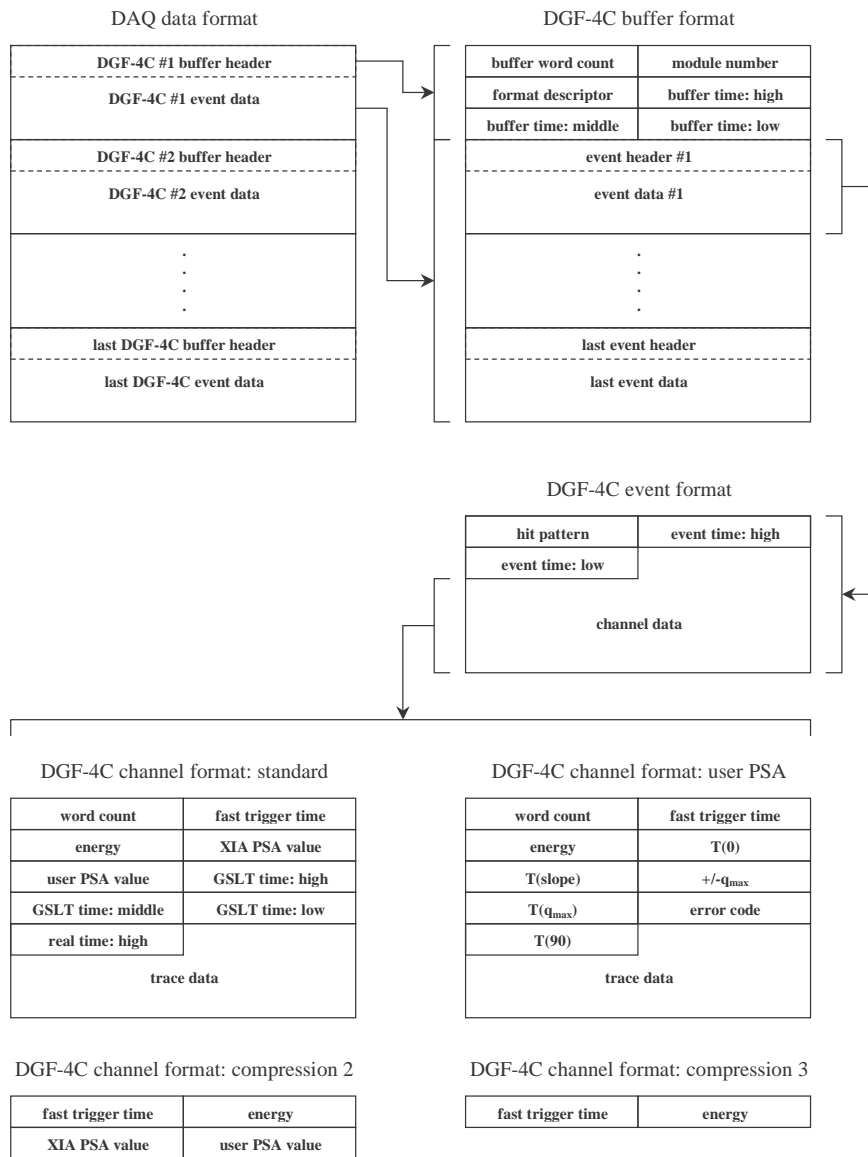 DAQ data format
DGF-4C #1 buffer header
DGF-4C #1 event data
DGF-4C #2 buffer header
DGF-4C #2 event data
.
.
.
.
last DGF-4C buffer header
last DGF-4C event data
DGF-4C buffer format
buffer word count module number
format descriptor buffer time: high
buffer time: middle buffer time: low
event header #1
event data #1
.
.
.
.
last event header
last event data
DGF-4C event format
hit pattern event time: high
event time: low
channel data
DGF-4C channel format: standard
word count fast trigger time
energy XIA PSA value
user PSA value GSLT time: high
GSLT time: middle GSLT time: low
real time: high
trace data
DGF-4C channel format: user PSA
word count fast trigger time
energy T(0)
T(slope) +/-qmax
T(qmax) error code
T(90)
trace data
DGF-4C channel format: compression 2
fast trigger time energy
XIA PSA value user PSA value
DGF-4C channel format: compression 3
fast trigger time energy